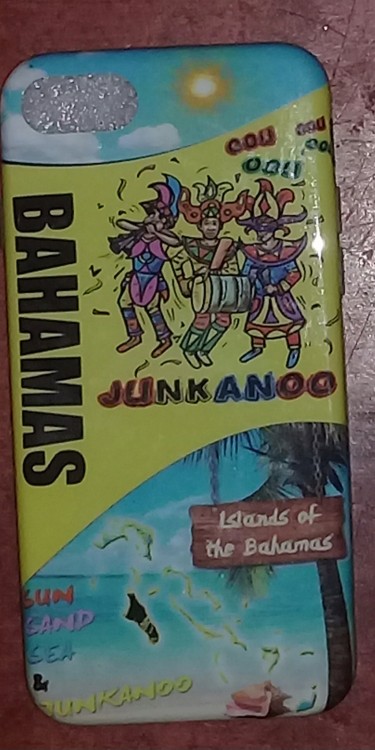 OOH OOH
OOH OOH
BAHAMAS
JUNKANOO
Islands of
the Bahamas
SUN
SAND
SEA
&
JUNKANOO